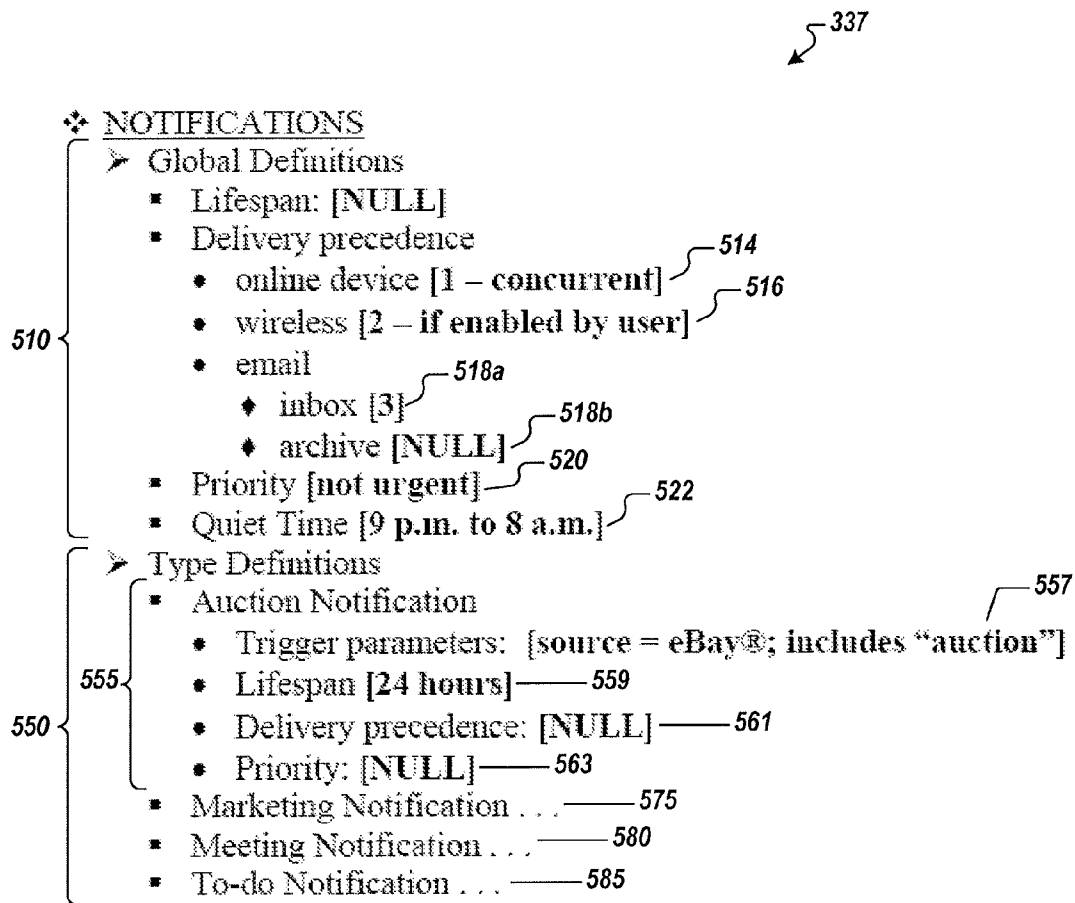 337
NOTIFICATIONS
Global Definitions
Lifespan: [NULL]
Delivery precedence
online device [1 – concurrent] 514
wireless [2 – if enabled by user] 516
510
email
inbox [3] 518a
archive [NULL] 518b
Priority [not urgent] 520
Quiet Time [9 p.m. to 8 a.m.] 522
Type Definitions
Auction Notification
557
Trigger parameters: [source = eBay®; includes “auction”]
555
Lifespan [24 hours] 559
550
Delivery precedence: [NULL] 561
Priority: [NULL] 563
Marketing Notification . . . 575
Meeting Notification . . . 580
To-do Notification . . . 585